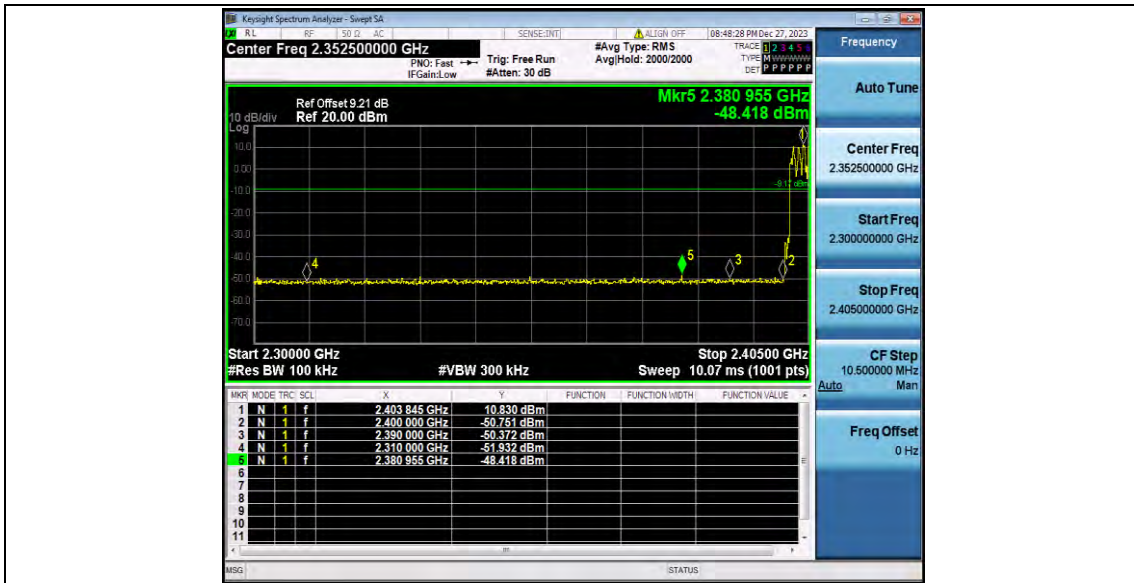 Keysight Spectrum Analyzer - Swept SA
RL RF 50 Ω AC SENSE:INT ALIGN OFF 08:48:28 PM Dec 27, 2023
Center Freq 2.352500000 GHz
PNO: Fast
IFGain:Low
Trig: Free Run
#Atten: 30 dB
#Avg Type: RMS
Avg|Hold: 2000/2000
TRACE 1 2 3 4 5 6
TYPE M WWWWW
DET P P P P P P
Ref Offset 9.21 dB
10 dB/div Ref 20.00 dBm
Log
Mkr5 2.380 955 GHz
-48.418 dBm
10.0
0.00
-10.0
-20.0
-30.0
-40.0
-50.0
-60.0
-70.0
-9.17 dBm
4
5
3
2
Start 2.30000 GHz
Stop 2.40500 GHz
#Res BW 100 kHz
#VBW 300 kHz
Sweep 10.07 ms (1001 pts)
MKR MODE TRC SCL X Y FUNCTION FUNCTION WIDTH FUNCTION VALUE
1 N 1 f 2.403 845 GHz 10.830 dBm
2 N 1 f 2.400 000 GHz -50.751 dBm
3 N 1 f 2.390 000 GHz -50.372 dBm
4 N 1 f 2.310 000 GHz -51.932 dBm
5 N 1 f 2.380 955 GHz -48.418 dBm
6
7
8
9
10
11
MSG
STATUS
Frequency
Auto Tune
Center Freq
2.352500000 GHz
Start Freq
2.300000000 GHz
Stop Freq
2.405000000 GHz
CF Step
10.500000 MHz
Auto Man
Freq Offset
0 Hz